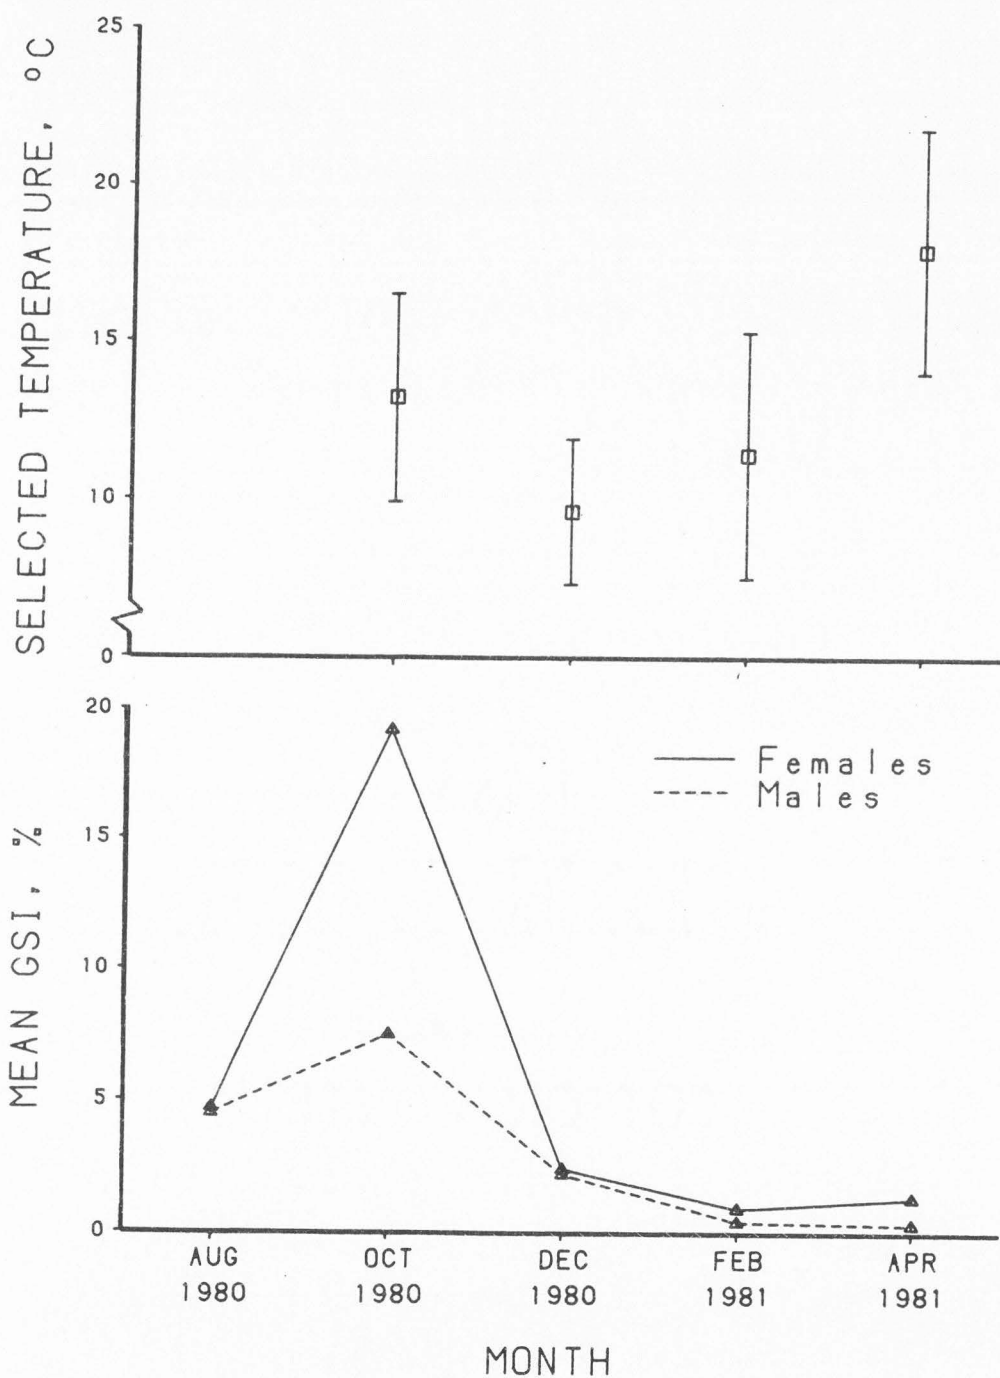 SELECTED TEMPERATURE, °C
25
20
15
10
0
MEAN GSI, %
20
15
10
5
0
Females
Males
AUG OCT DEC FEB APR
1980 1980 1980 1981 1981
MONTH